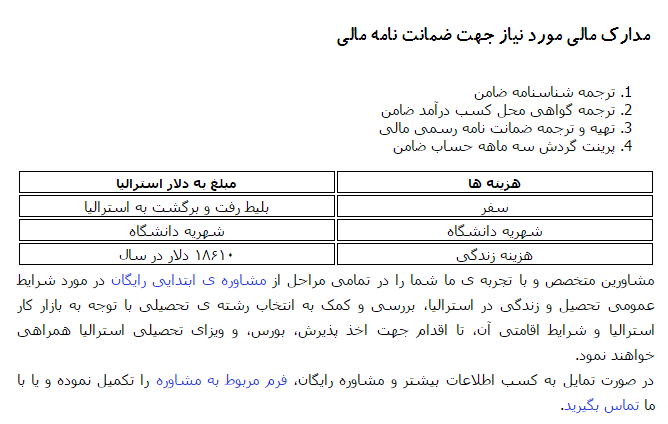 مدارک مالی مورد نیاز جهت ضمانت نامه مالی
1. ترجمه شناسنامه ضامن
2. ترجمه گواهی محل کسب درآمد ضامن
3. تهیه و ترجمه ضمانت نامه رسمی مالی
4. پرینت گردش سه ماهه حساب ضامن
هزینه ها مبلغ به دلار استرالیا
سفر بلیط رفت و برگشت به استرالیا
شهریه دانشگاه شهریه دانشگاه
هزینه زندگی ۱۸۶۱۰ دلار در سال
مشاورین متخصص و با تجربه ی ما شما را در تمامی مراحل از مشاوره ی ابتدایی رایگان در مورد شرایط
عمومی تحصیل و زندگی در استرالیا، بررسی و کمک به انتخاب رشته ی تحصیلی با توجه به بازار کار
استرالیا و شرایط اقامتی آن، تا اقدام جهت اخذ پذیرش، بورس، و ویزای تحصیلی استرالیا همراهی
خواهند نمود.
در صورت تمایل به کسب اطلاعات بیشتر و مشاوره رایگان، فرم مربوط به مشاوره را تکمیل نموده و یا با
ما تماس بگیرید.